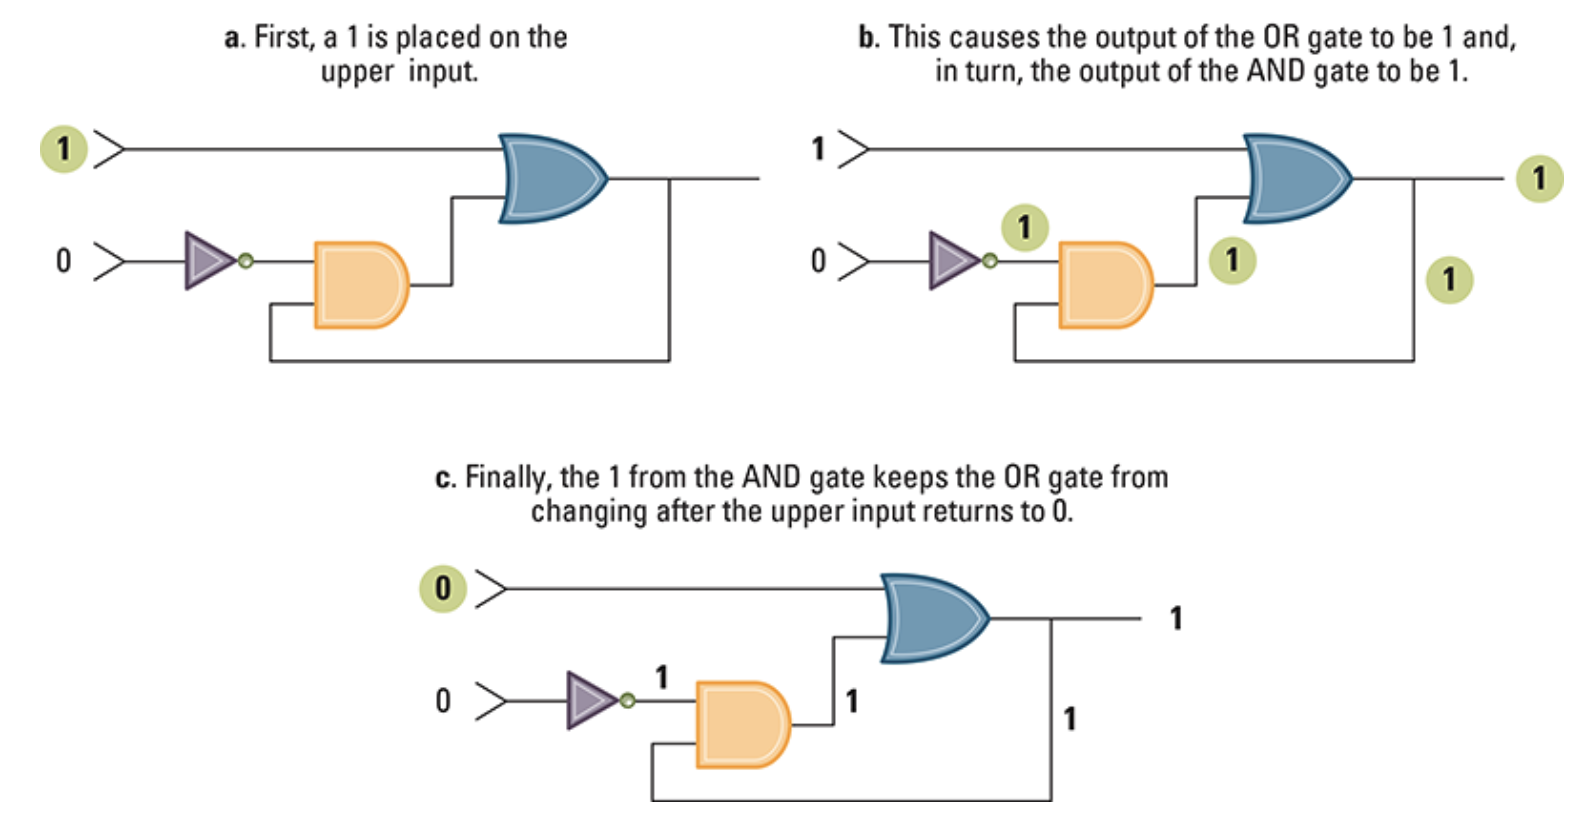 a. First, a 1 is placed on the
upper input.
1
0
b. This causes the output of the OR gate to be 1 and,
in turn, the output of the AND gate to be 1.
1
1
1
0
1
1
c. Finally, the 1 from the AND gate keeps the OR gate from
changing after the upper input returns to 0.
0
1
1
0
1
1